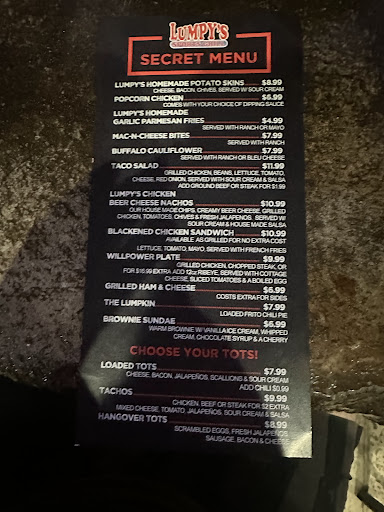 LUMPY'S
SECRET MENU
LUMPY'S HOMEMADE POTATO SKINS $8.99
CHEESE, BACON, CHIVES, SERVED W/ SOUR CREAM
POPCORN CHICKEN $6.99
COMES WITH YOUR CHOICE OF DIPPING SAUCE
LUMPY'S HOMEMADE
GARLIC PARMESAN FRIES $4.99
SERVED WITH RANCH OR MAYO
MAC-N-CHEESE BITES $7.99
SERVED WITH RANCH
BUFFALO CAULIFLOWER $7.99
SERVED WITH RANCH OR BLEU CHEESE
TACO SALAD $11.99
GRILLED CHICKEN, BEANS, LETTUCE, TOMATO,
CHEESE, RED ONION, SERVED WITH SOUR CREAM & SALSA
ADD GROUND BEEF OR STEAK FOR $1.99
LUMPY'S CHICKEN
BEER CHEESE NACHOS $10.99
OUR HOUSE MADE CHIPS, CREAMY BEER CHEESE, GRILLED
CHICKEN, TOMATOES, CHIVES & FRESH JALAPEÑOS, SERVED W/
SOUR CREAM & HOUSE MADE SALSA
BLACKENED CHICKEN SANDWICH $10.99
AVAILABLE AS GRILLED FOR NO EXTRA COST
LETTUCE, TOMATO, MAYO, SERVED WITH FRENCH FRIES
WILLPOWER PLATE $9.99
GRILLED CHICKEN, CHOPPED STEAK, OR
FOR $16.99 EXTRA ADD 12oz RIBEYE, SERVED WITH COTTAGE
CHEESE, SLICED TOMATOES & A BOILED EGG
GRILLED HAM & CHEESE $6.99
COSTS EXTRA FOR SIDES
THE LUMPKIN $7.99
LOADED FRITO CHILI PIE
BROWNIE SUNDAE $6.99
WARM BROWNIE W/ VANILLA ICE CREAM, WHIPPED
CREAM, CHOCOLATE SYRUP & A CHERRY
CHOOSE YOUR TOTS!
LOADED TOTS $7.99
CHEESE, BACON, JALAPEÑOS, SCALLIONS & SOUR CREAM
ADD CHILI $0.99
TACHOS $9.99
CHICKEN, BEEF OR STEAK FOR $2 EXTRA
MIXED CHEESE, TOMATO, JALAPEÑOS, SOUR CREAM & SALSA
HANGOVER TOTS $8.99
SCRAMBLED EGGS, FRESH JALAPEÑOS,
SAUSAGE, BACON & CHEESE